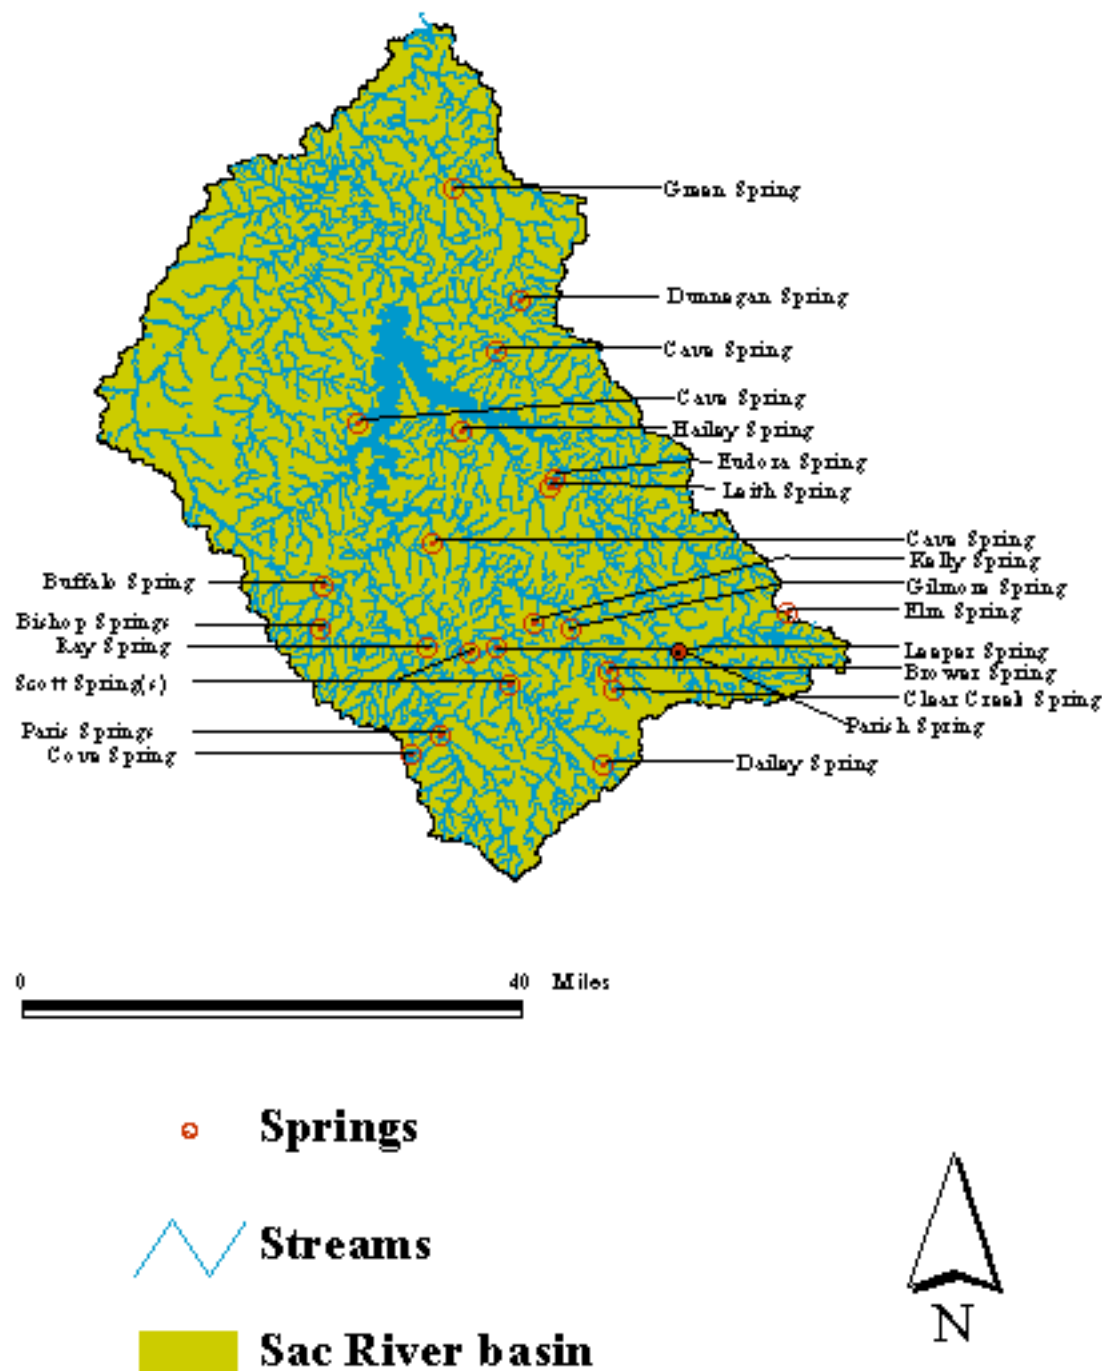 Green Spring
Dunnegan Spring
Cave Spring
Cave Spring
Hailey Spring
Eudora Spring
Leith Spring
Cave Spring
Kelly Spring
Gilmore Spring
Elm Spring
Buffalo Spring
Bishop Springs
Ray Spring
Scott Spring(s)
Leeper Spring
Brower Spring
Clear Creek Spring
Parish Spring
Paris Springs
Cove Spring
Dailey Spring
0 40 Miles
Springs
Streams
Sac River basin
N